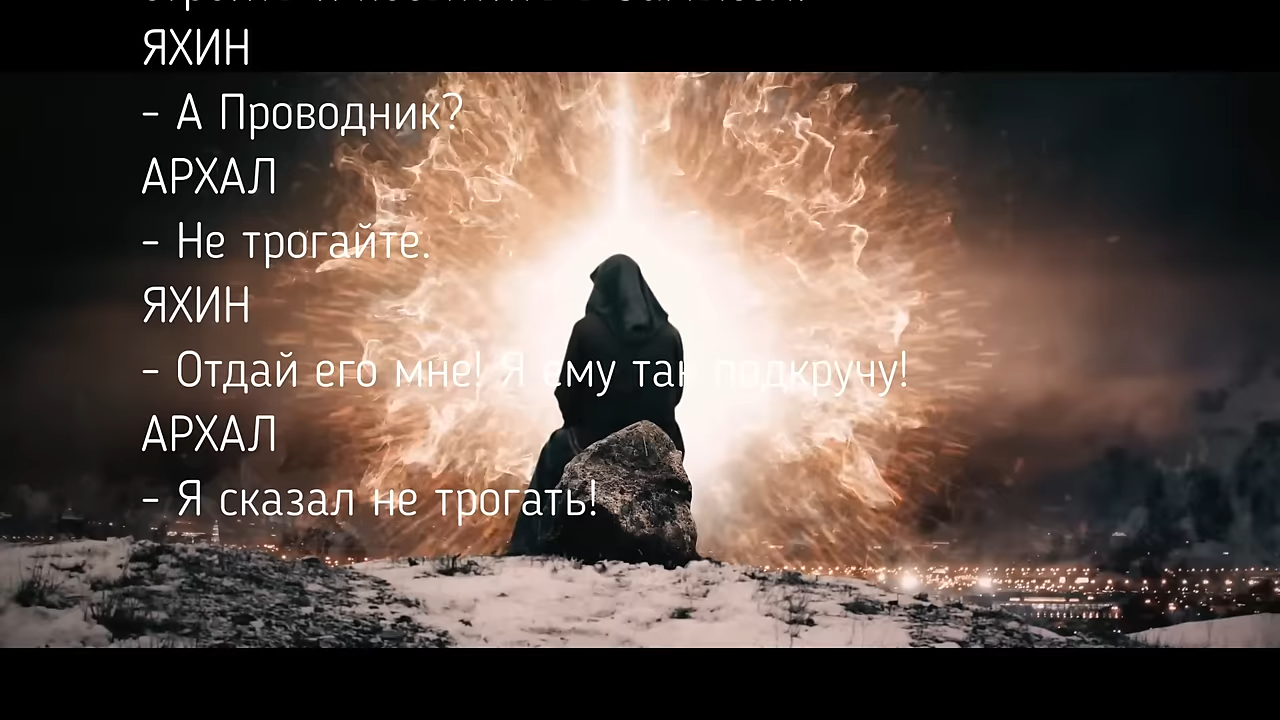 ЯХИН
- А Проводник?
АРХАЛ
- Не трогайте.
ЯХИН
- Отдай его мне! Я ему так подкручу!
АРХАЛ
- Я сказал не трогать!